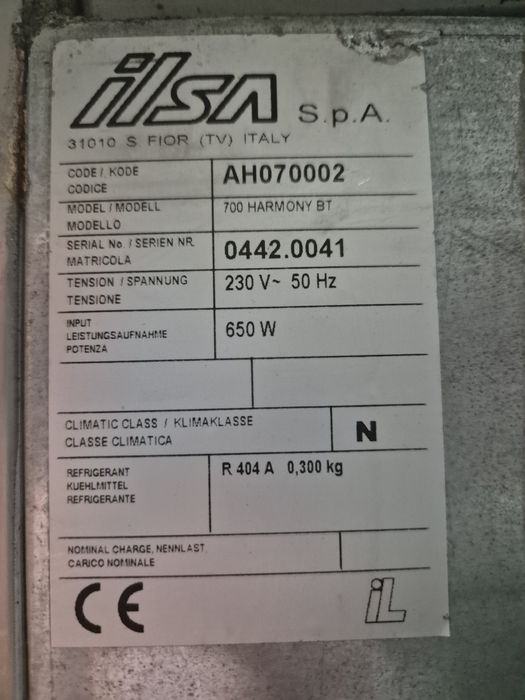 ilsa S.p.A.
31010 S FIOR (TV) ITALY
CODE / KODE
CODICE
AH070002
MODEL / MODELL
MODELLO
700 HARMONY BT
SERIAL No. / SERIEN NR.
MATRICOLA
0442.0041
TENSION / SPANNUNG
TENSIONE
230 V~ 50 Hz
INPUT
LEISTUNGSAUFNAHME
POTENZA
650 W
CLIMATIC CLASS / KLIMAKLASSE
CLASSE CLIMATICA
N
REFRIGERANT
KUEHLMITTEL
REFRIGERANTE
R 404 A 0,300 kg
NOMINAL CHARGE, NENNLAST
CARICO NOMINALE
CE
iL